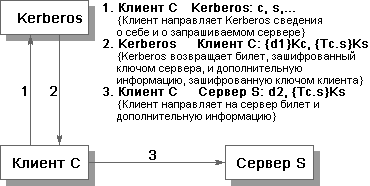 Kerberos
1. Клиент C Kerberos: c, s,...
{Клиент направляет Kerberos сведения
о себе и о запрашиваемом сервере}
2. Kerberos Клиент C: {d1}Kc, {Tc.s}Ks
{Kerberos возвращает билет, зашифрованный
ключом сервера, и дополнительную
информацию, зашифрованную ключом клиента}
3. Клиент C Сервер S: d2, {Tc.s}Ks
{Клиент направляет на сервер билет и
дополнительную информацию}
1
2
3
Клиент C
Сервер S